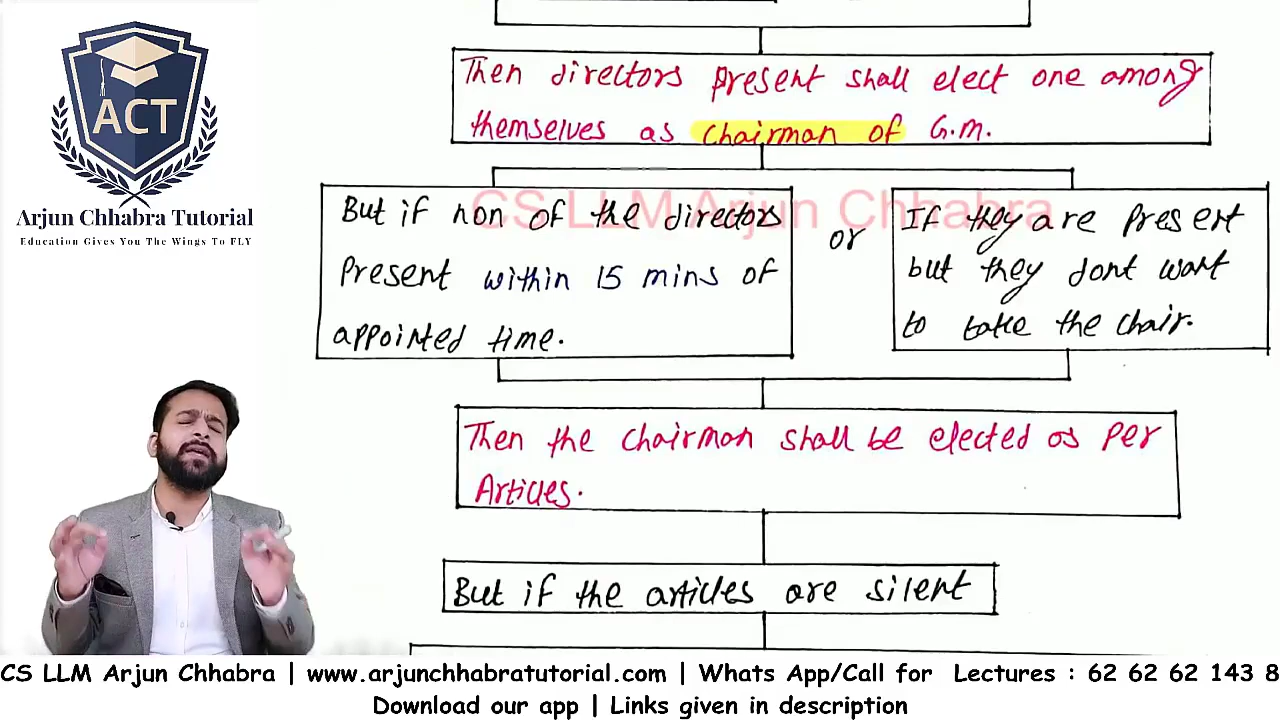 ACT
Arjun Chhabra Tutorial
Education Gives You The Wings To FLY
Then directors present shall elect one among
themselves as chairman of G.m.
CS LLM Arjun Chhabra
But if non of the directors
Present within 15 mins of
appointed time.
or
If they are present
but they dont want
to take the chair.
Then the chairman shall be elected as per
Articles.
But if the articles are silent
CS LLM Arjun Chhabra | www.arjunchhabratutorial.com | Whats App/Call for Lectures : 62 62 62 143 8
Download our app | Links given in description